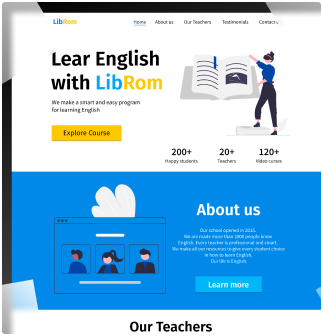 LibRom
Home About us Our Teachers Testimonials Contact u
Lear English
with LibRom
We make a smart and easy program
for learning English
Explore Course
200+ 20+ 120+
Happy students Teachers Video curses
About us
Our school opened in 2015.
We are made more than 1000 people know
English. Every teacher is professional and smart.
We make all our resources to give every student choice
in how to learn English.
Our life is English
Learn more
Our Teachers